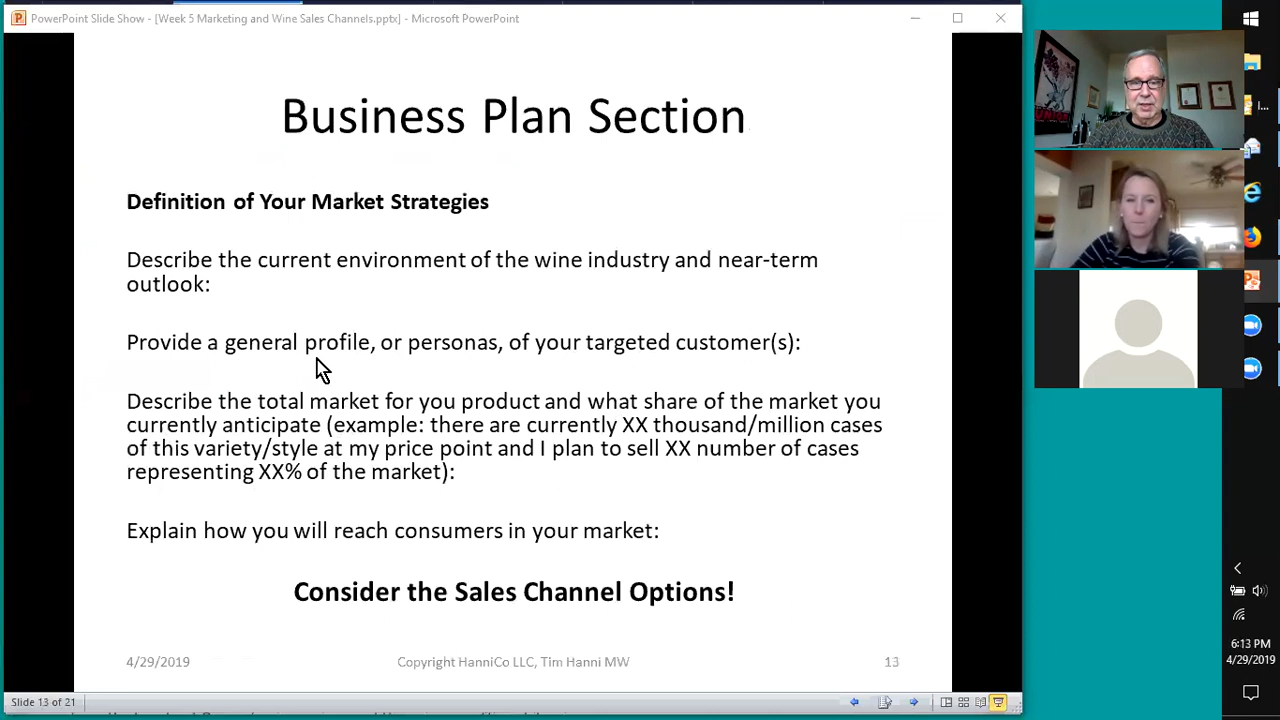 PowerPoint Slide Show - [Week 5 Marketing and Wine Sales Channels.pptx] - Microsoft PowerPoint
Business Plan Section
Definition of Your Market Strategies
Describe the current environment of the wine industry and near-term
outlook:
Provide a general profile, or personas, of your targeted customer(s):
Describe the total market for you product and what share of the market you
currently anticipate (example: there are currently XX thousand/million cases
of this variety/style at my price point and I plan to sell XX number of cases
representing XX% of the market):
Explain how you will reach consumers in your market:
Consider the Sales Channel Options!
4/29/2019
Copyright HanniCo LLC, Tim Hanni MW
13
Slide 13 of 21
6:13 PM
4/29/2019